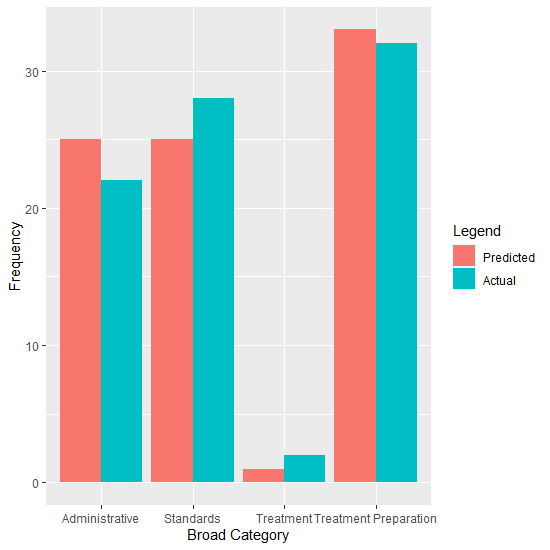 Frequency
30
20
10
0
Administrative Standards Treatment Treatment Preparation
Broad Category
Legend
Predicted
Actual